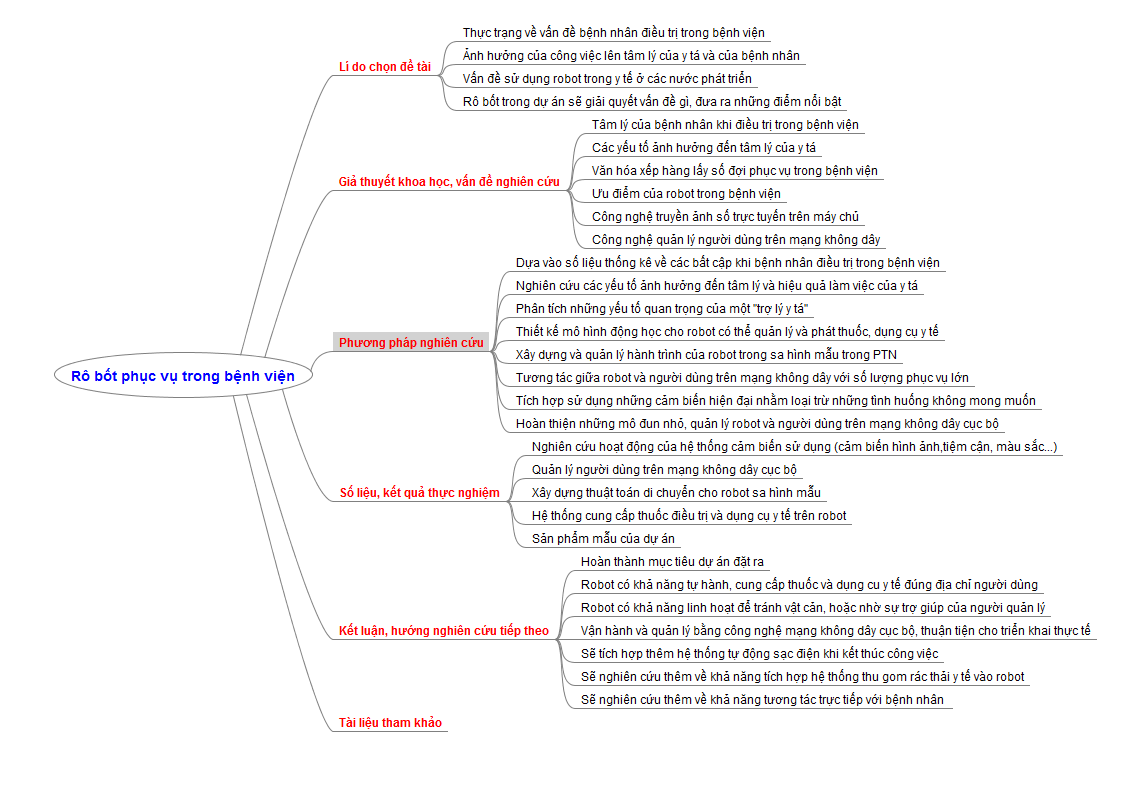 Rô bốt phục vụ trong bệnh viện
Lí do chọn đề tài
Thực trạng về vấn đề bệnh nhân điều trị trong bệnh viện
Ảnh hưởng của công việc lên tâm lý của y tá và của bệnh nhân
Vấn đề sử dụng robot trong y tế ở các nước phát triển
Rô bốt trong dự án sẽ giải quyết vấn đề gì, đưa ra những điểm nổi bật
Giả thuyết khoa học, vấn đề nghiên cứu
Tâm lý của bệnh nhân khi điều trị trong bệnh viện
Các yếu tố ảnh hưởng đến tâm lý của y tá
Văn hóa xếp hàng lấy số đợi phục vụ trong bệnh viện
Ưu điểm của robot trong bệnh viện
Công nghệ truyền ảnh số trực tuyến trên máy chủ
Công nghệ quản lý người dùng trên mạng không dây
Phương pháp nghiên cứu
Dựa vào số liệu thống kê về các bất cập khi bệnh nhân điều trị trong bệnh viện
Nghiên cứu các yếu tố ảnh hưởng đến tâm lý và hiệu quả làm việc của y tá
Phân tích những yếu tố quan trọng của một "trợ lý y tá"
Thiết kế mô hình động học cho robot có thể quản lý và phát thuốc, dụng cụ y tế
Xây dựng và quản lý hành trình của robot trong sa hình mẫu trong PTN
Tương tác giữa robot và người dùng trên mạng không dây với số lượng phục vụ lớn
Tích hợp sử dụng những cảm biến hiện đại nhằm loại trừ những tình huống không mong muốn
Hoàn thiện những mô đun nhỏ, quản lý robot và người dùng trên mạng không dây cục bộ
Số liệu, kết quả thực nghiệm
Nghiên cứu hoạt động của hệ thống cảm biến sử dụng (cảm biến hình ảnh,tiệm cận, màu sắc...)
Quản lý người dùng trên mạng không dây cục bộ
Xây dựng thuật toán di chuyển cho robot sa hình mẫu
Hệ thống cung cấp thuốc điều trị và dụng cụ y tế trên robot
Sản phẩm mẫu của dự án
Kết luận, hướng nghiên cứu tiếp theo
Hoàn thành mục tiêu dự án đặt ra
Robot có khả năng tự hành, cung cấp thuốc và dụng cu y tế đúng địa chỉ người dùng
Robot có khả năng linh hoạt để tránh vật cản, hoặc nhờ sự trợ giúp của người quản lý
Vận hành và quản lý bằng công nghệ mạng không dây cục bộ, thuận tiện cho triển khai thực tế
Sẽ tích hợp thêm hệ thống tự động sạc điện khi kết thúc công việc
Sẽ nghiên cứu thêm về khả năng tích hợp hệ thống thu gom rác thải y tế vào robot
Sẽ nghiên cứu thêm về khả năng tương tác trực tiếp với bệnh nhân
Tài liệu tham khảo